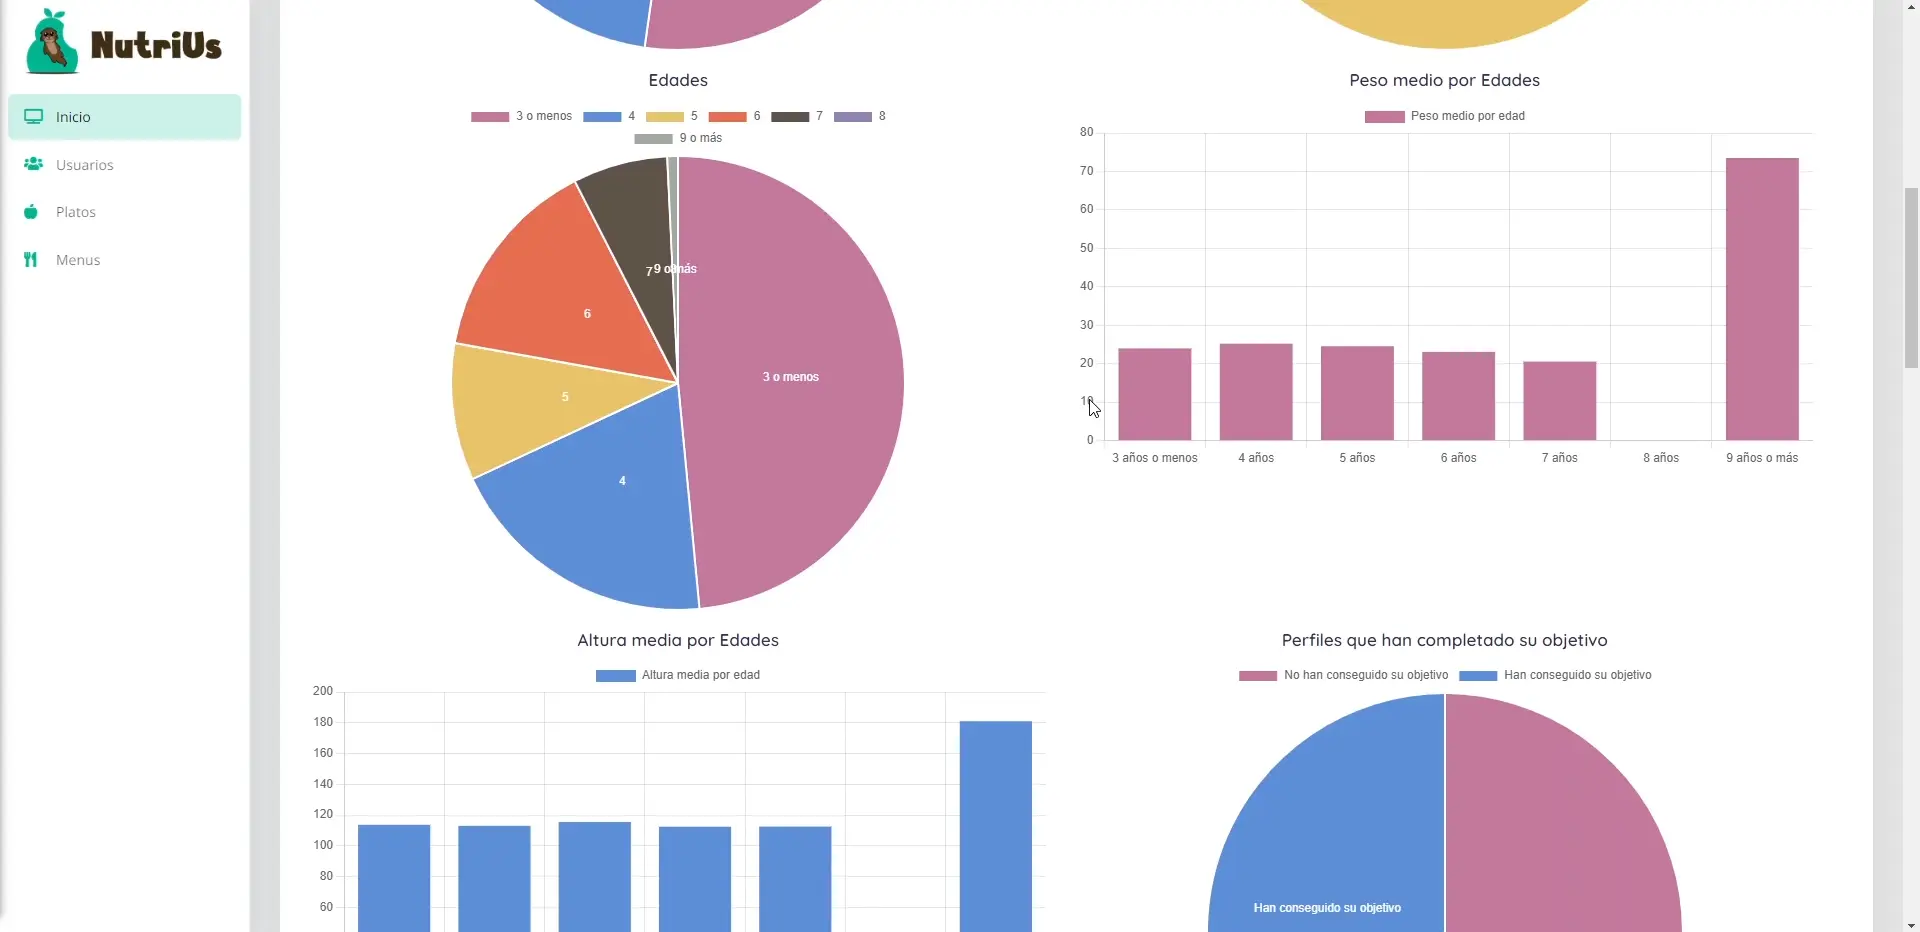 NutriUs
Inicio
Usuarios
Platos
Menus
Edades
3 o menos 4 5 6 7 8
9 o más
7 9 o más
6
3 o menos
5
4
Peso medio por Edades
Peso medio por edad
80
70
60
50
40
30
20
10
0
3 años o menos 4 años 5 años 6 años 7 años 8 años 9 años o más
Altura media por Edades
Altura media por edad
200
180
160
140
120
100
80
60
Perfiles que han completado su objetivo
No han conseguido su objetivo Han conseguido su objetivo
Han conseguido su objetivo